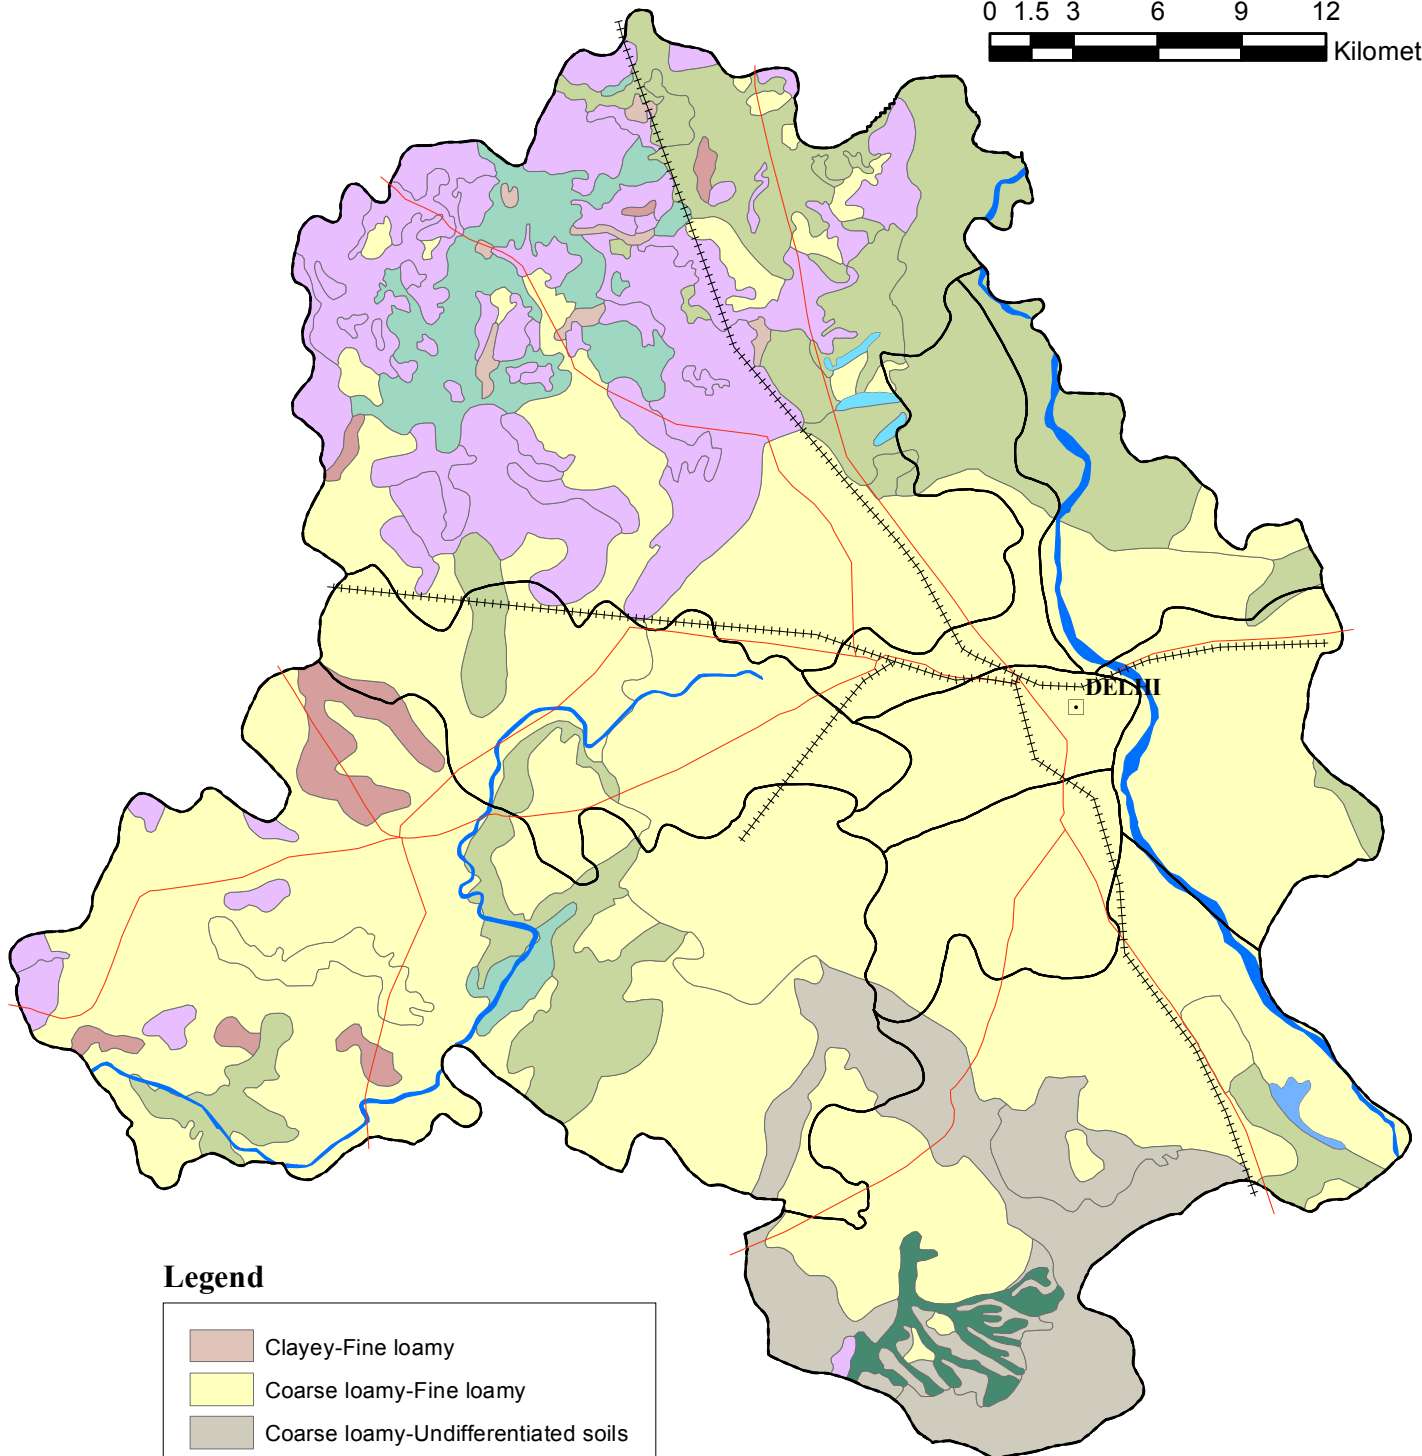 0 1.5 3 6 9 12
Kilomet
DELHI
Legend
Clayey-Fine loamy
Coarse loamy-Fine loamy
Coarse loamy-Undifferentiated soils